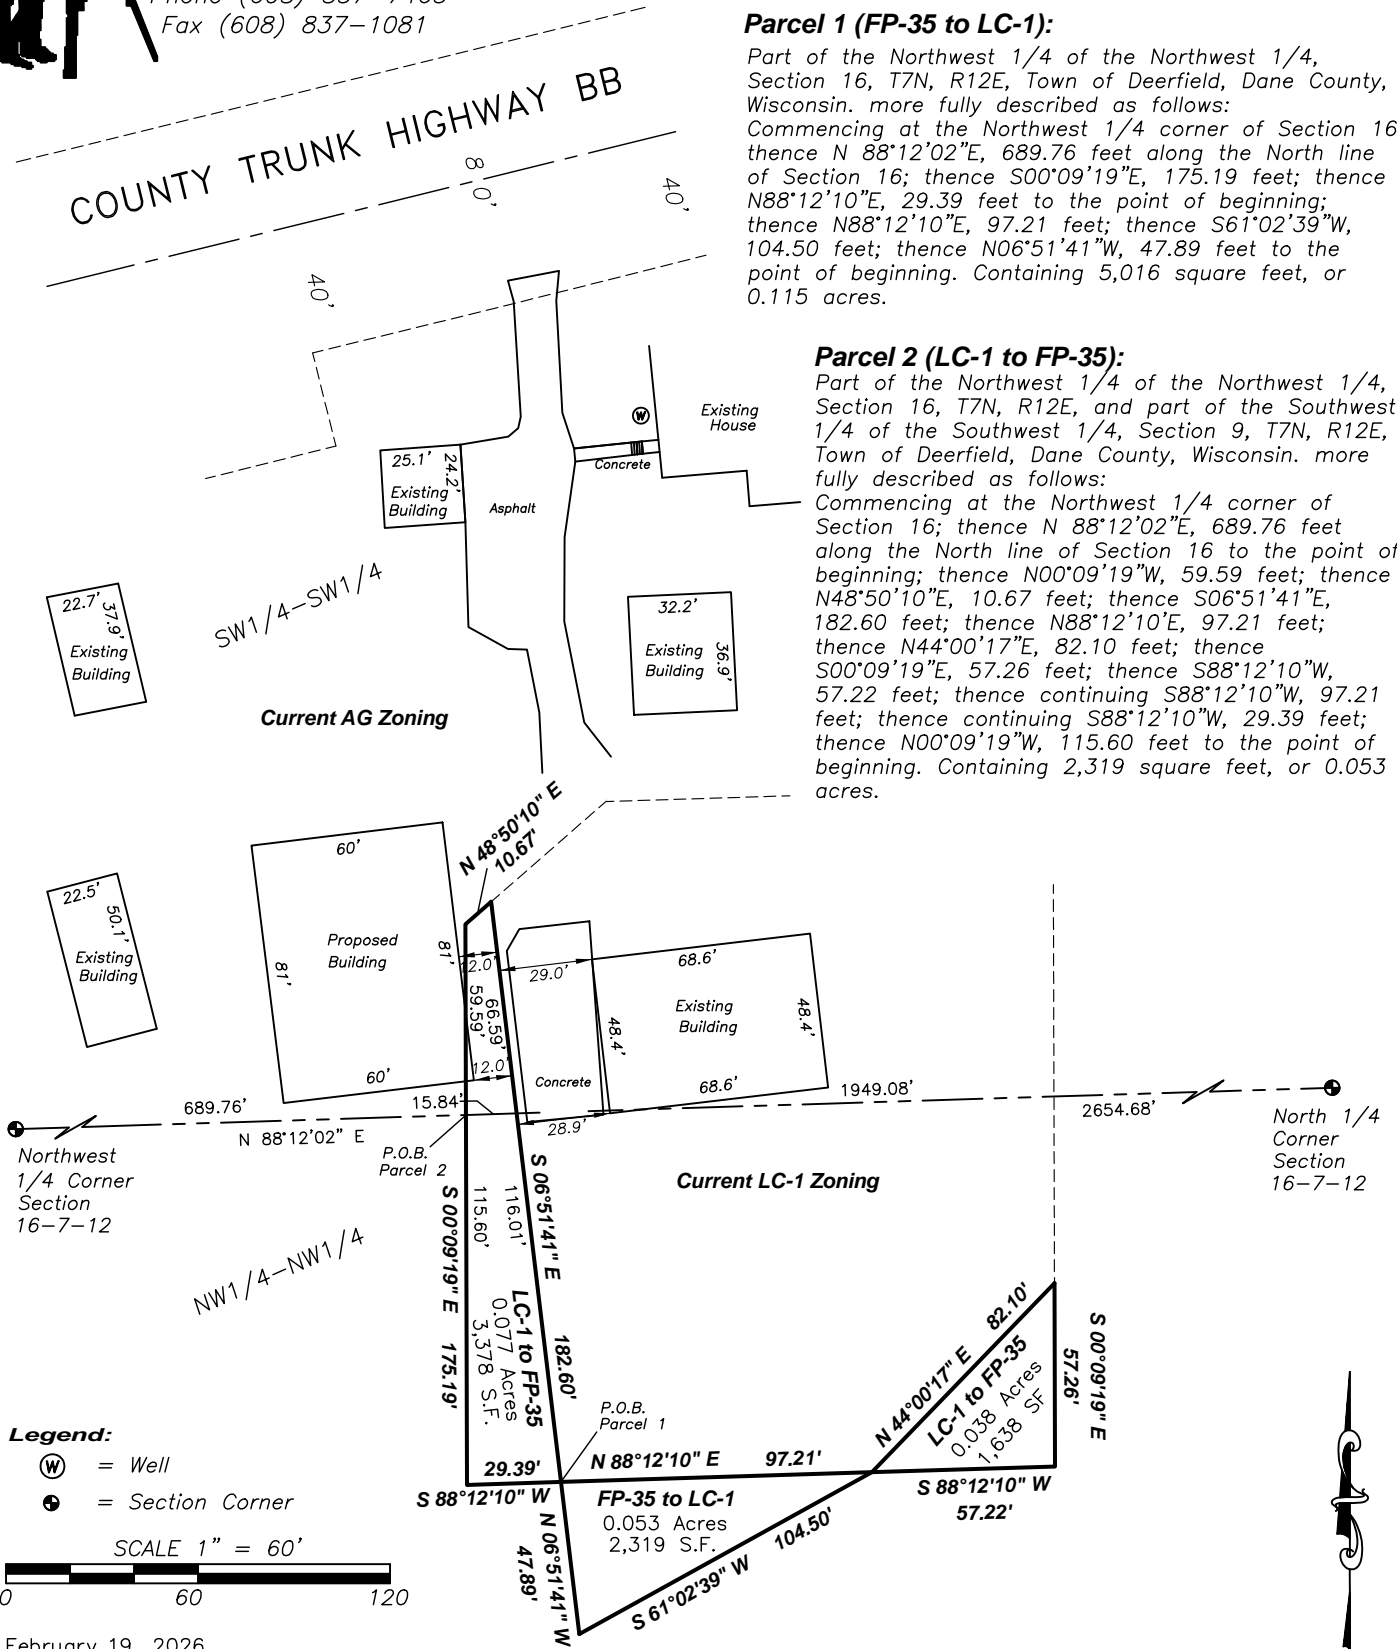 Fax (608) 837-1081
COUNTY TRUNK HIGHWAY BB
80'
40'
40'
Parcel 1 (FP-35 to LC-1):
Part of the Northwest 1/4 of the Northwest 1/4,
Section 16, T7N, R12E, Town of Deerfield, Dane County,
Wisconsin. more fully described as follows:
Commencing at the Northwest 1/4 corner of Section 16
thence N 88°12'02"E, 689.76 feet along the North line
of Section 16; thence S00°09'19"E, 175.19 feet; thence
N88°12'10"E, 29.39 feet to the point of beginning;
thence N88°12'10"E, 97.21 feet; thence S61°02'39"W,
104.50 feet; thence N06°51'41"W, 47.89 feet to the
point of beginning. Containing 5,016 square feet, or
0.115 acres.
Parcel 2 (LC-1 to FP-35):
Part of the Northwest 1/4 of the Northwest 1/4,
Section 16, T7N, R12E, and part of the Southwest
1/4 of the Southwest 1/4, Section 9, T7N, R12E,
Town of Deerfield, Dane County, Wisconsin. more
fully described as follows:
Commencing at the Northwest 1/4 corner of
Section 16; thence N 88°12'02"E, 689.76 feet
along the North line of Section 16 to the point of
beginning; thence N00°09'19"W, 59.59 feet; thence
N48°50'10"E, 10.67 feet; thence S06°51'41"E,
182.60 feet; thence N88°12'10'E, 97.21 feet;
thence N44°00'17"E, 82.10 feet; thence
S00°09'19"E, 57.26 feet; thence S88°12'10"W,
57.22 feet; thence continuing S88°12'10"W, 97.21
feet; thence continuing S88°12'10"W, 29.39 feet;
thence N00°09'19"W, 115.60 feet to the point of
beginning. Containing 2,319 square feet, or 0.053
acres.
W
Existing
House
Concrete
25.1'
24.2'
Existing
Building
Asphalt
SW1/4-SW1/4
22.7'
37.9'
Existing
Building
32.2'
36.9'
Existing
Building
Current AG Zoning
N 48°50'10" E
10.67'
60'
81'
Proposed
Building
81'
60'
22.5'
50.1'
Existing
Building
12.0'
59.59'
66.59'
12.0'
29.0'
68.6'
Existing
Building
48.4'
48.4'
Concrete
68.6'
28.9'
689.76'
N 88°12'02" E
15.84'
1949.08'
2654.68'
P.O.B.
Parcel 2
Northwest
1/4 Corner
Section
16-7-12
North 1/4
Corner
Section
16-7-12
Current LC-1 Zoning
NW1/4-NW1/4
S 00°09'19" E 175.19'
115.60'
116.01'
S 06°51'41" E 182.60'
LC-1 to FP-35
0.077 Acres
3,378 S.F.
P.O.B.
Parcel 1
N 44°00'17" E 82.10'
LC-1 to FP-35
0.038 Acres
1,638 SF
S 00°09'19" E
57.26'
29.39'
S 88°12'10" W
N 88°12'10" E 97.21'
S 88°12'10" W
57.22'
FP-35 to LC-1
0.053 Acres
2,319 S.F.
N 06°51'41" W
47.89'
S 61°02'39" W 104.50'
Legend:
W = Well
= Section Corner
SCALE 1" = 60'
0 60 120
February 19, 2026